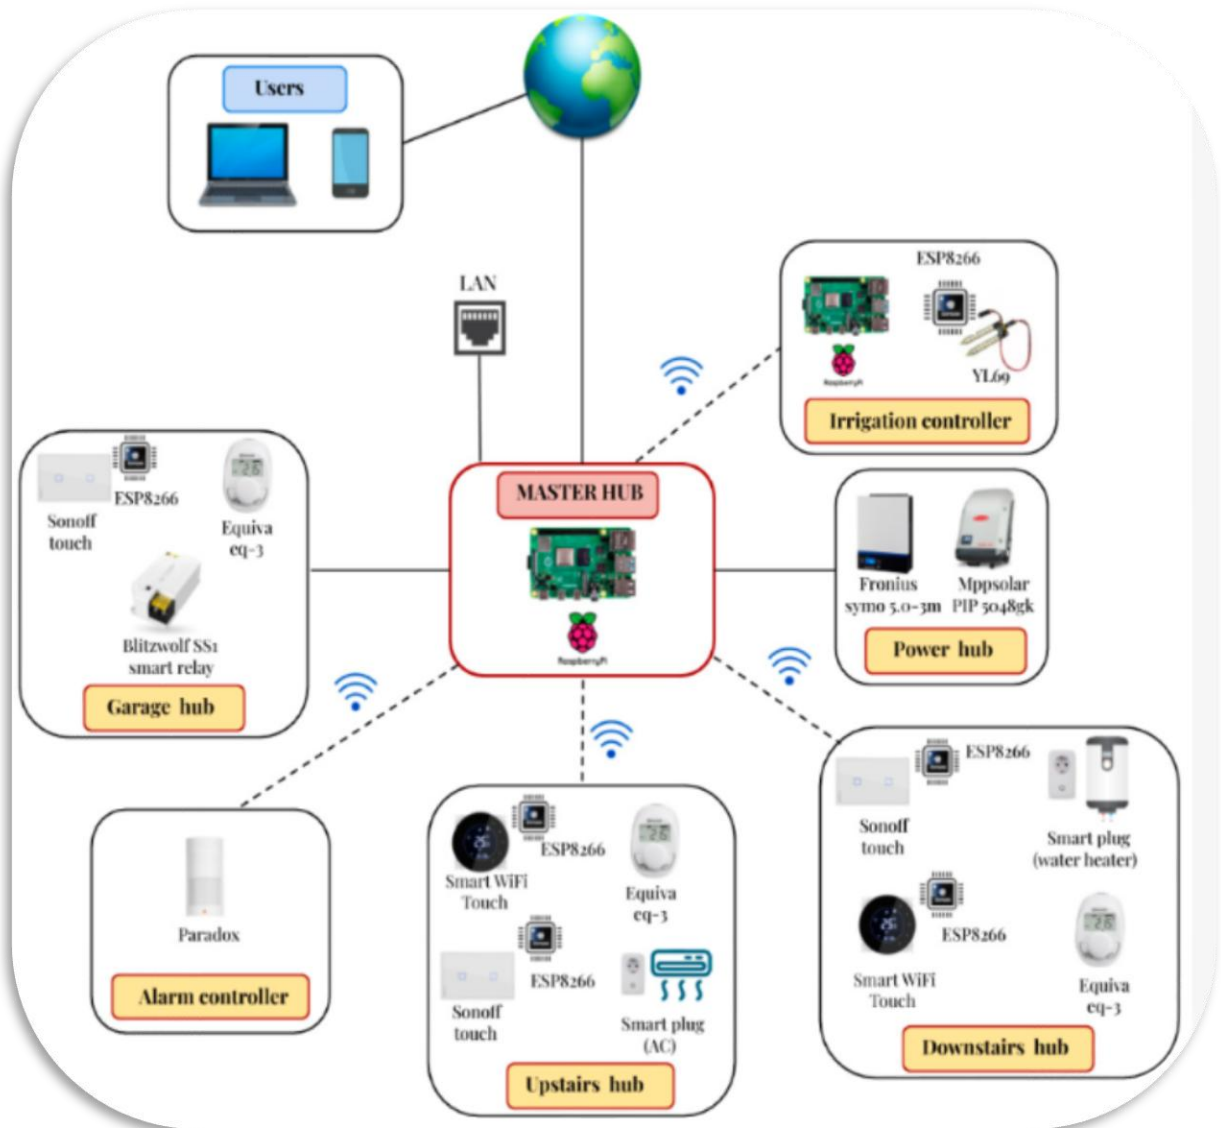 Users
LAN
ESP8266
RaspberryPi
YL69
Irrigation controller
MASTER HUB
RaspberryPi
ESP8266
Sonoff
touch
Equiva
eq-3
Blitzwolf SS1
smart relay
Garage hub
Fronius
symo 5.0-3m
Mppsolar
PIP 5048gk
Power hub
Paradox
Alarm controller
ESP8266
Smart WiFi
Touch
Equiva
eq-3
ESP8266
Sonoff
touch
Smart plug
(AC)
Upstairs hub
ESP8266
Sonoff
touch
Smart plug
(water heater)
ESP8266
Smart WiFi
Touch
Equiva
eq-3
Downstairs hub